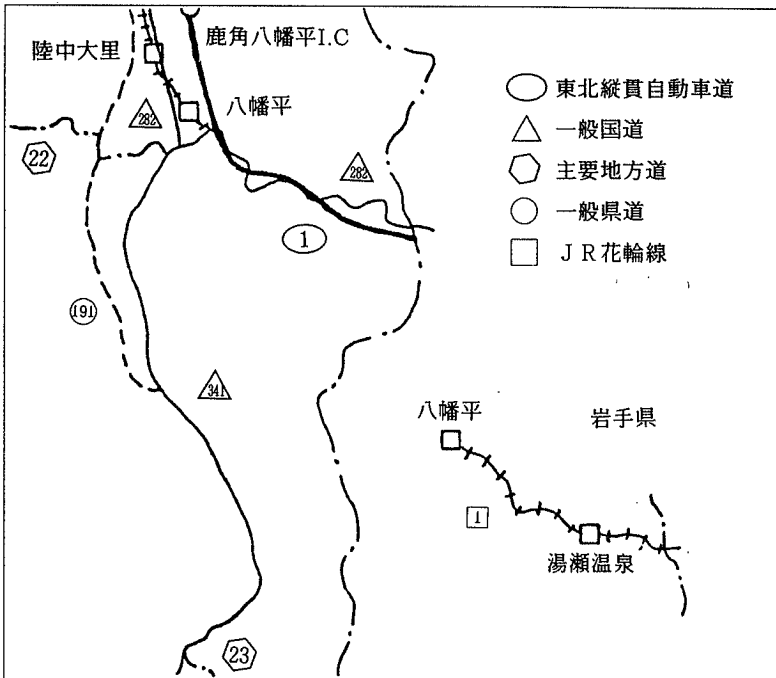 鹿角八幡平I.C
陸中大里
八幡平
282
22
282
1
191
341
23
東北縦貫自動車道
一般国道
主要地方道
一般県道
JR花輪線
八幡平
岩手県
1
湯瀬温泉